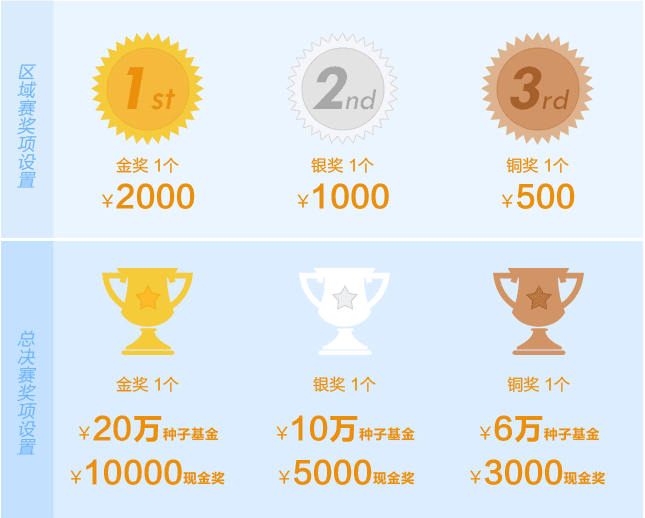 区域赛奖项设置
1st
2nd
3rd
金奖 1个
银奖 1个
铜奖 1个
¥2000
¥1000
¥500
总决赛奖项设置
金奖 1个
银奖 1个
铜奖 1个
¥20万种子基金
¥10万种子基金
¥6万种子基金
¥10000现金奖
¥5000现金奖
¥3000现金奖